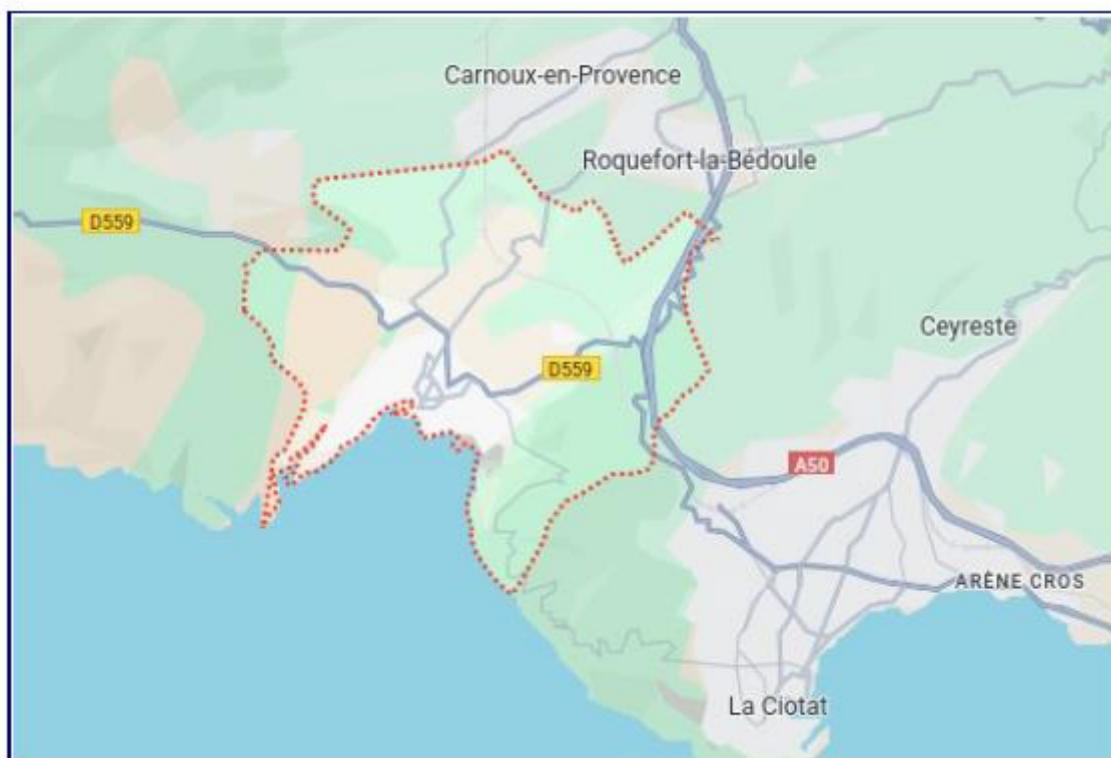 Carnoux-en-Provence
Roquefort-la-Bédoule
D559
Ceyreste
D559
A50
ARÈNE CROS
La Ciotat